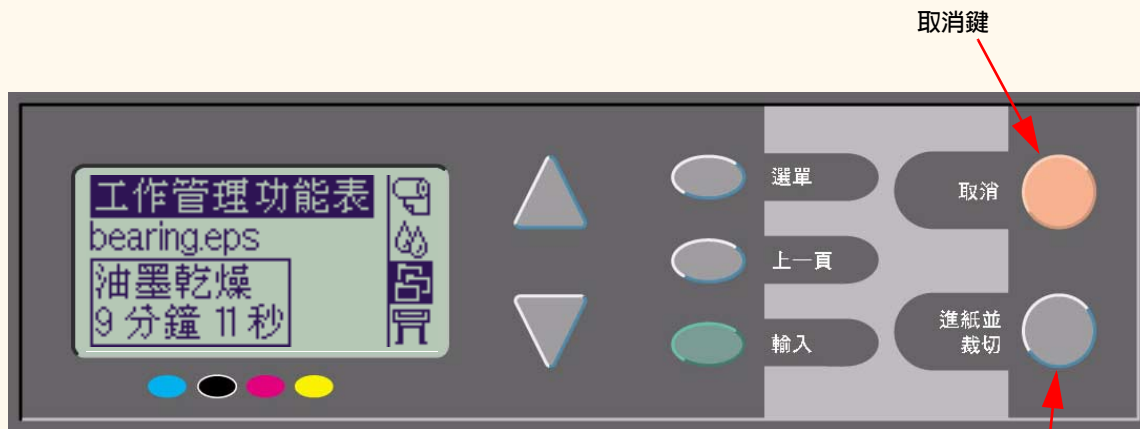 取消鍵
工作管理功能表
bearing.eps
油墨乾燥
9 分鐘 11 秒
選單
上一頁
輸入
取消
進紙並
裁切